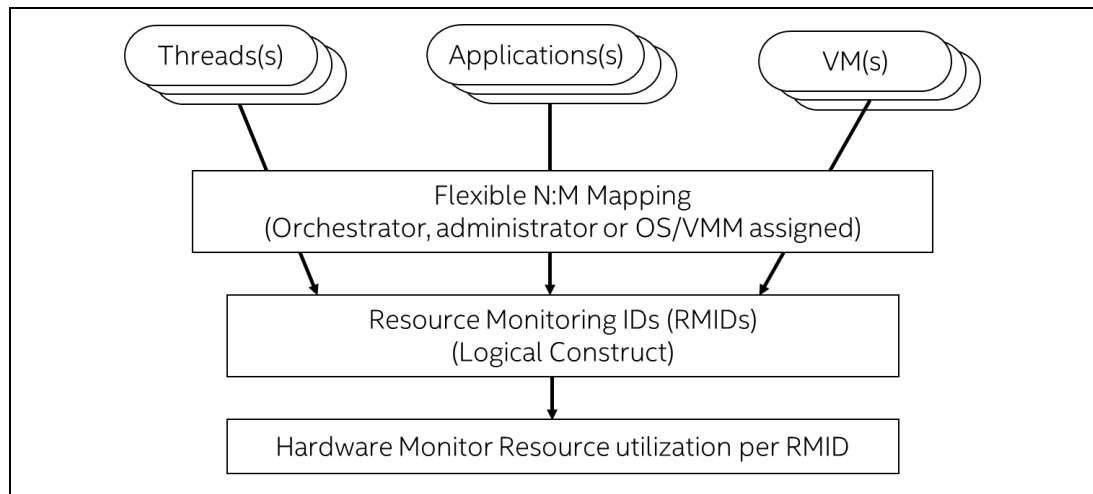 Threads(s)
Applications(s)
VM(s)
Flexible N:M Mapping
(Orchestrator, administrator or OS/VMM assigned)
Resource Monitoring IDs (RMIDs)
(Logical Construct)
Hardware Monitor Resource utilization per RMID